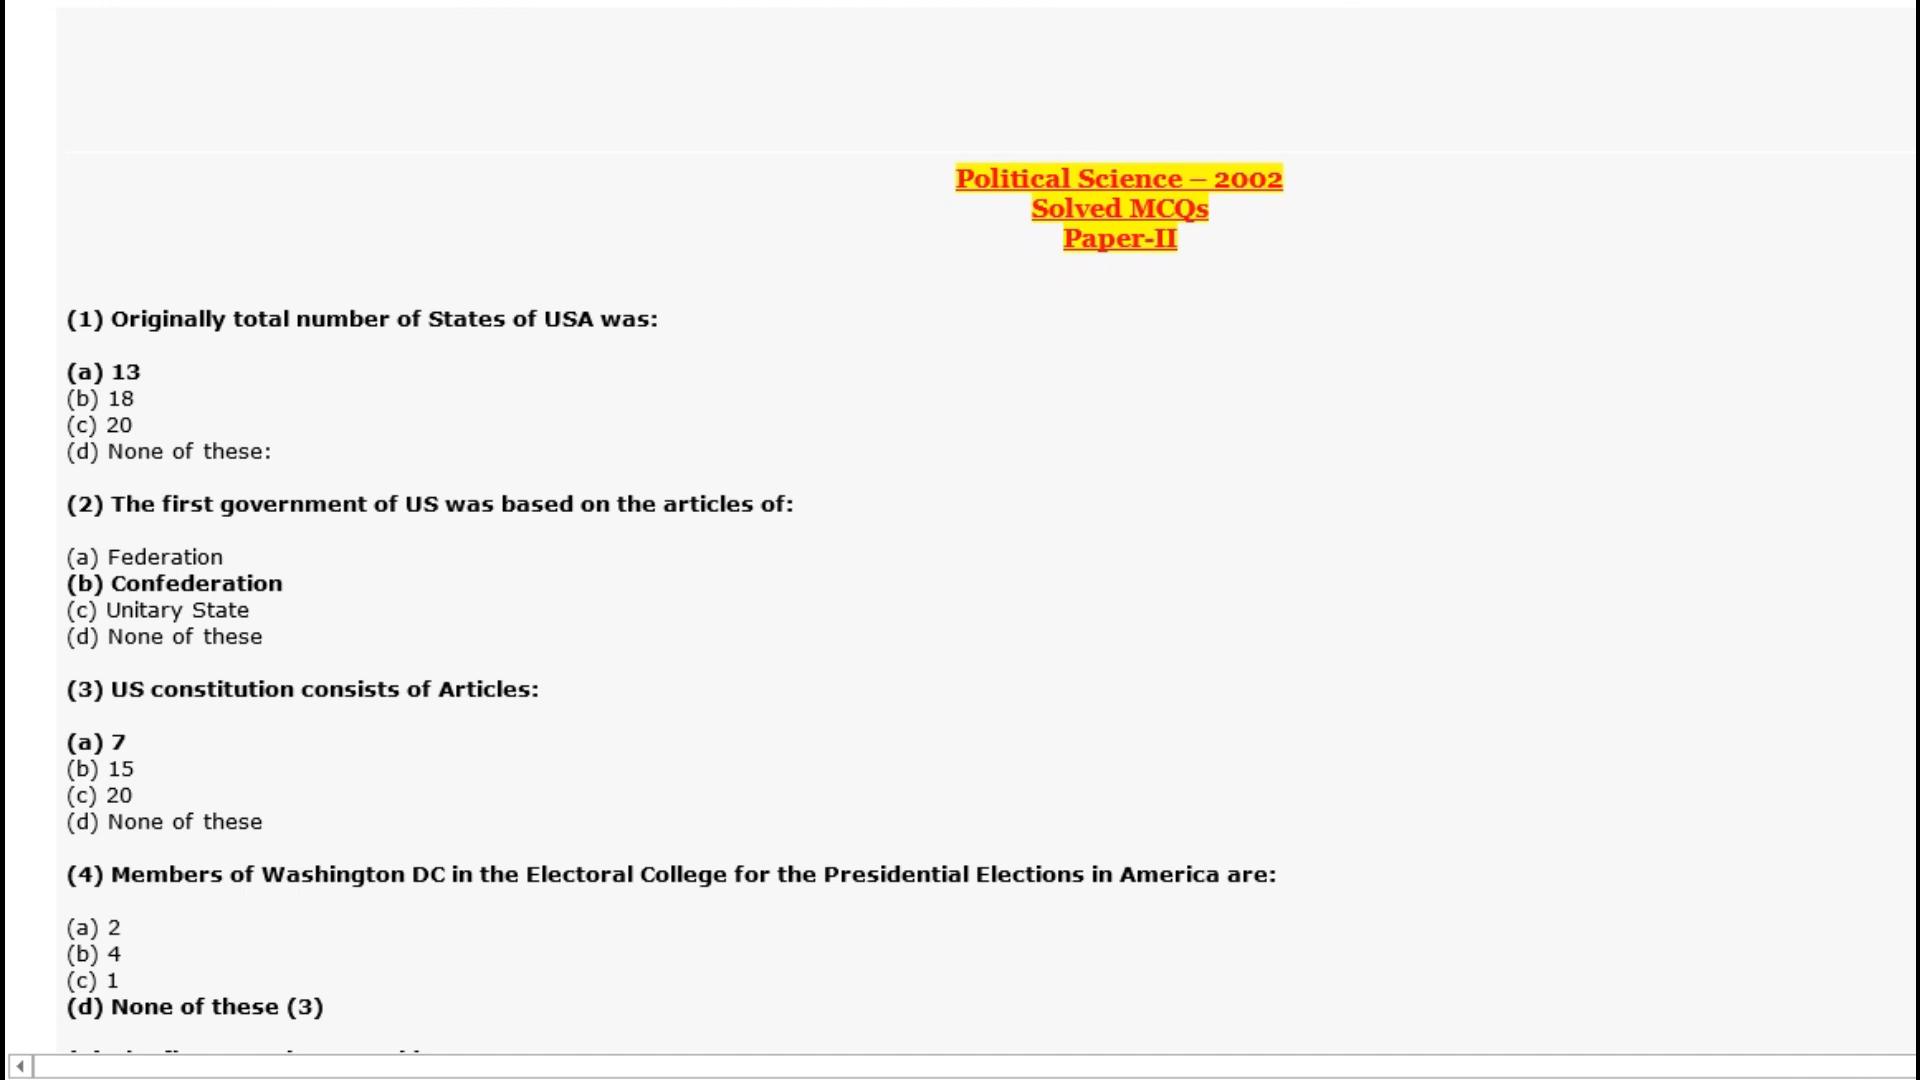 Political Science – 2002
Solved MCQs
Paper-II
(1) Originally total number of States of USA was:
(a) 13
(b) 18
(c) 20
(d) None of these:
(2) The first government of US was based on the articles of:
(a) Federation
(b) Confederation
(c) Unitary State
(d) None of these
(3) US constitution consists of Articles:
(a) 7
(b) 15
(c) 20
(d) None of these
(4) Members of Washington DC in the Electoral College for the Presidential Elections in America are:
(a) 2
(b) 4
(c) 1
(d) None of these (3)